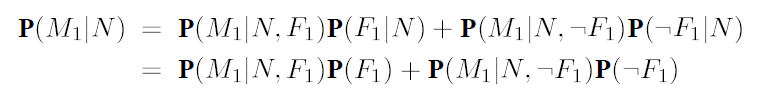 P(M₁|N) = P(M₁|N, F₁)P(F₁|N) + P(M₁|N, ¬F₁)P(¬F₁|N)
= P(M₁|N, F₁)P(F₁) + P(M₁|N, ¬F₁)P(¬F₁)